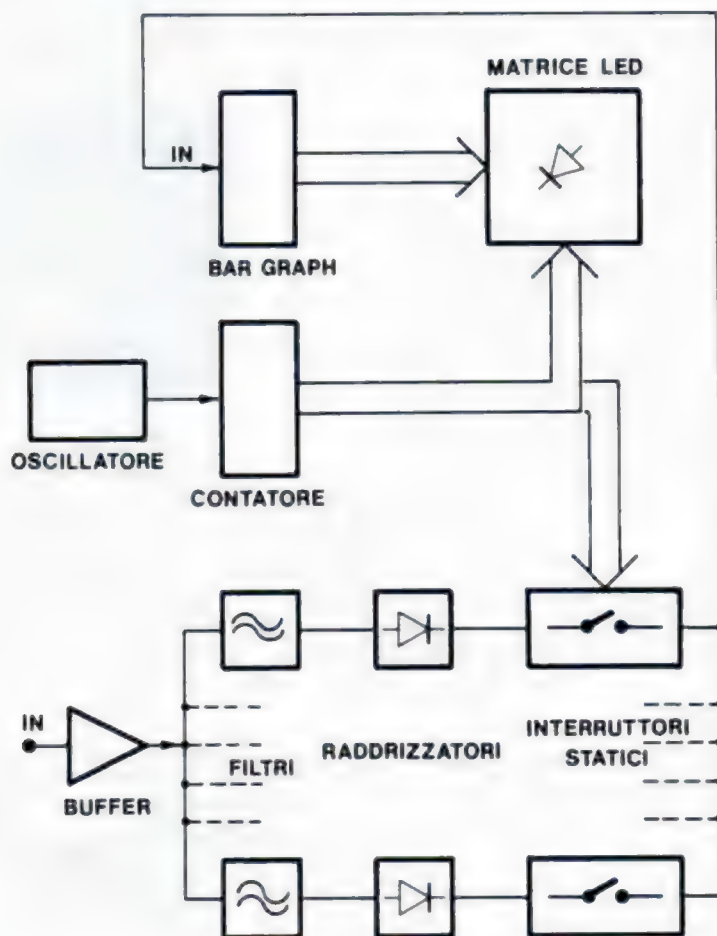 MATRICE LED
IN
BAR GRAPH
OSCILLATORE
CONTATORE
IN
BUFFER
FILTRI
RADDRIZZATORI
INTERRUTTORI
STATICI